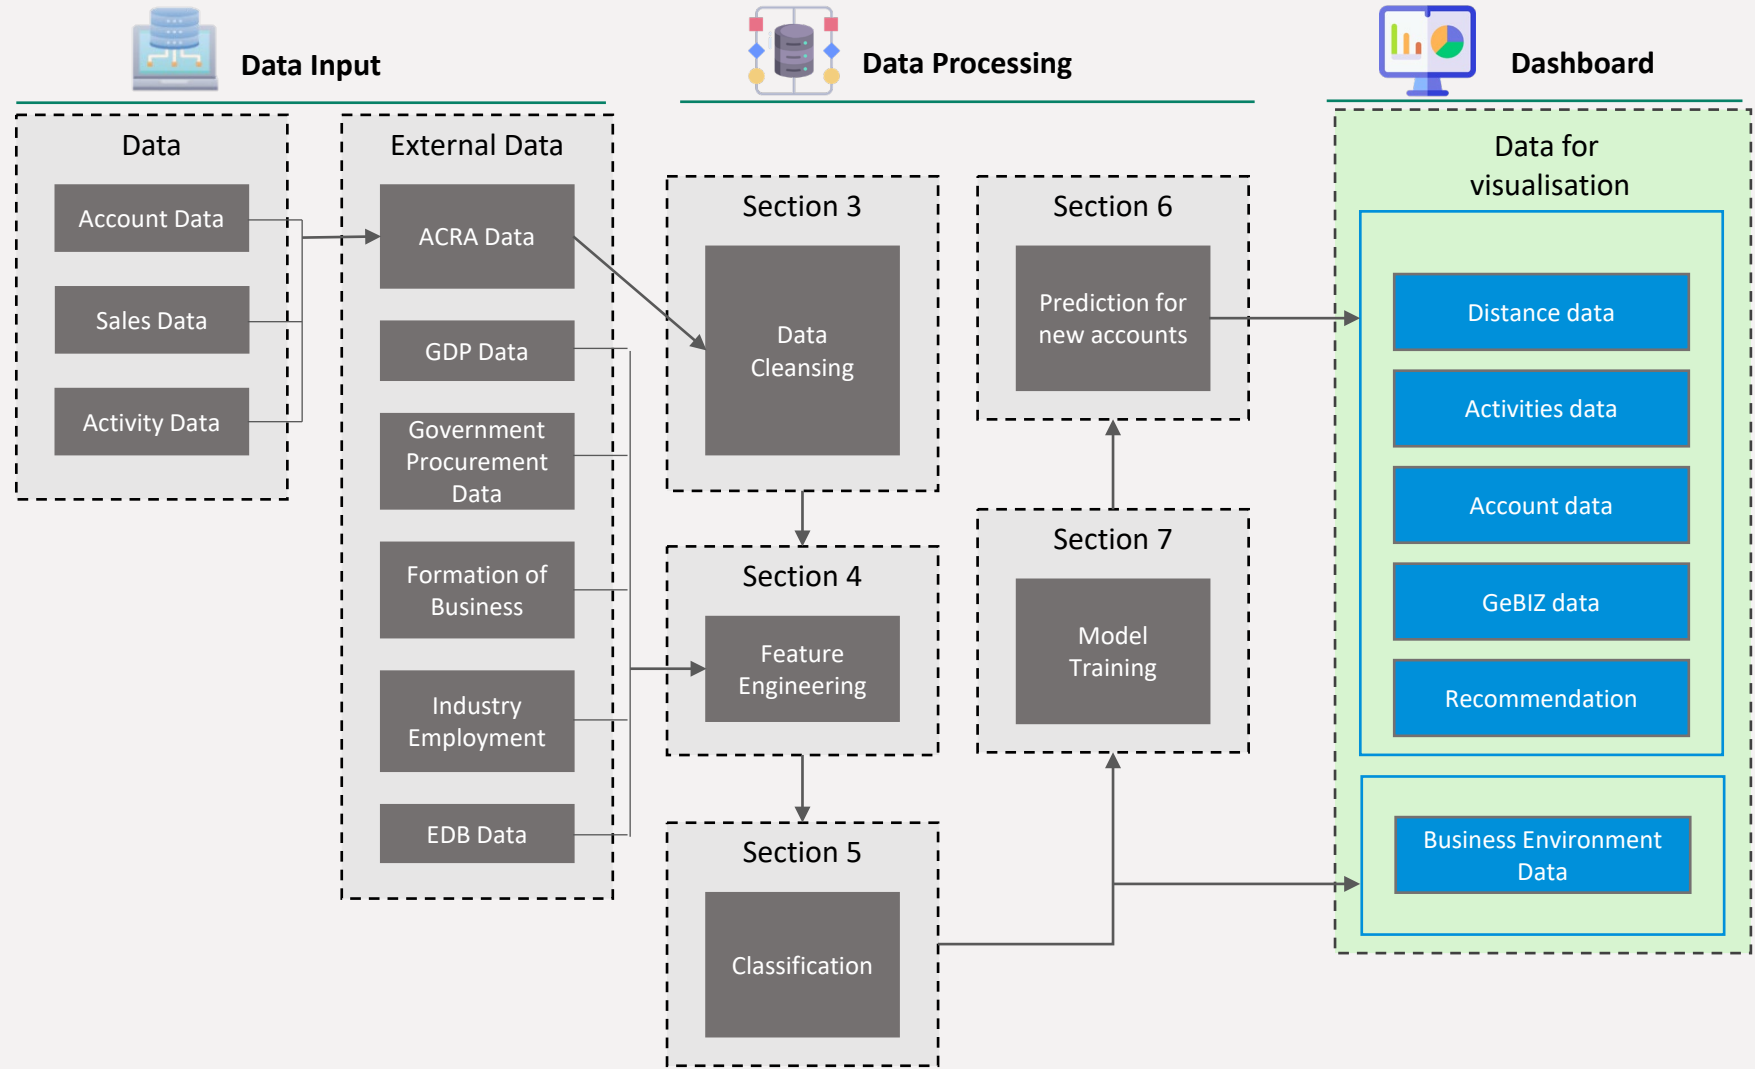 Data Input
Data Processing
Dashboard
Data
Account Data
Sales Data
Activity Data
External Data
ACRA Data
GDP Data
Government
Procurement
Data
Formation of
Business
Industry
Employment
EDB Data
Section 3
Data
Cleansing
Section 4
Feature
Engineering
Section 5
Classification
Section 6
Prediction for
new accounts
Section 7
Model
Training
Data for
visualisation
Distance data
Activities data
Account data
GeBIZ data
Recommendation
Business Environment
Data